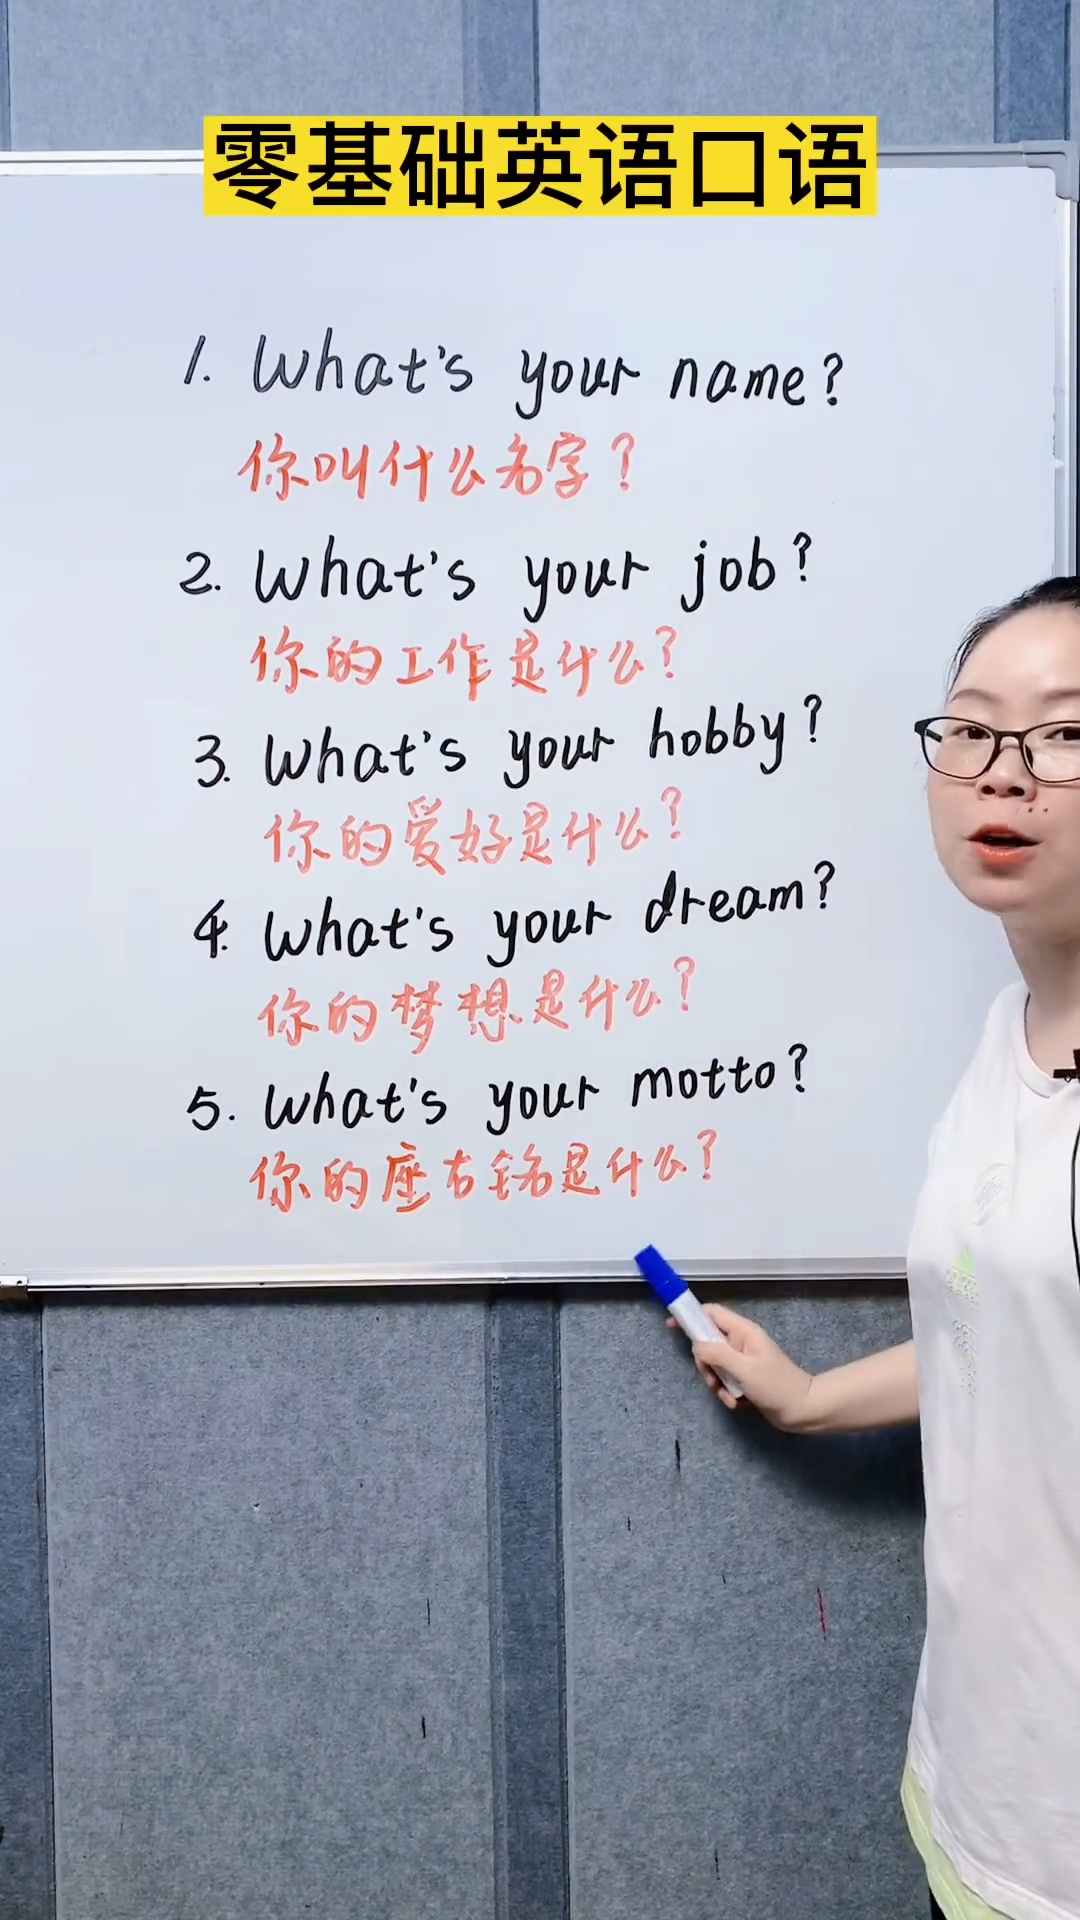 零基础英语口语
1. What's your name?
你叫什么名字？
2. What's your job?
你的工作是什么？
3. What's your hobby?
你的爱好是什么？
4. What's your dream?
你的梦想是什么？
5. What's your motto?
你的座右铭是什么？